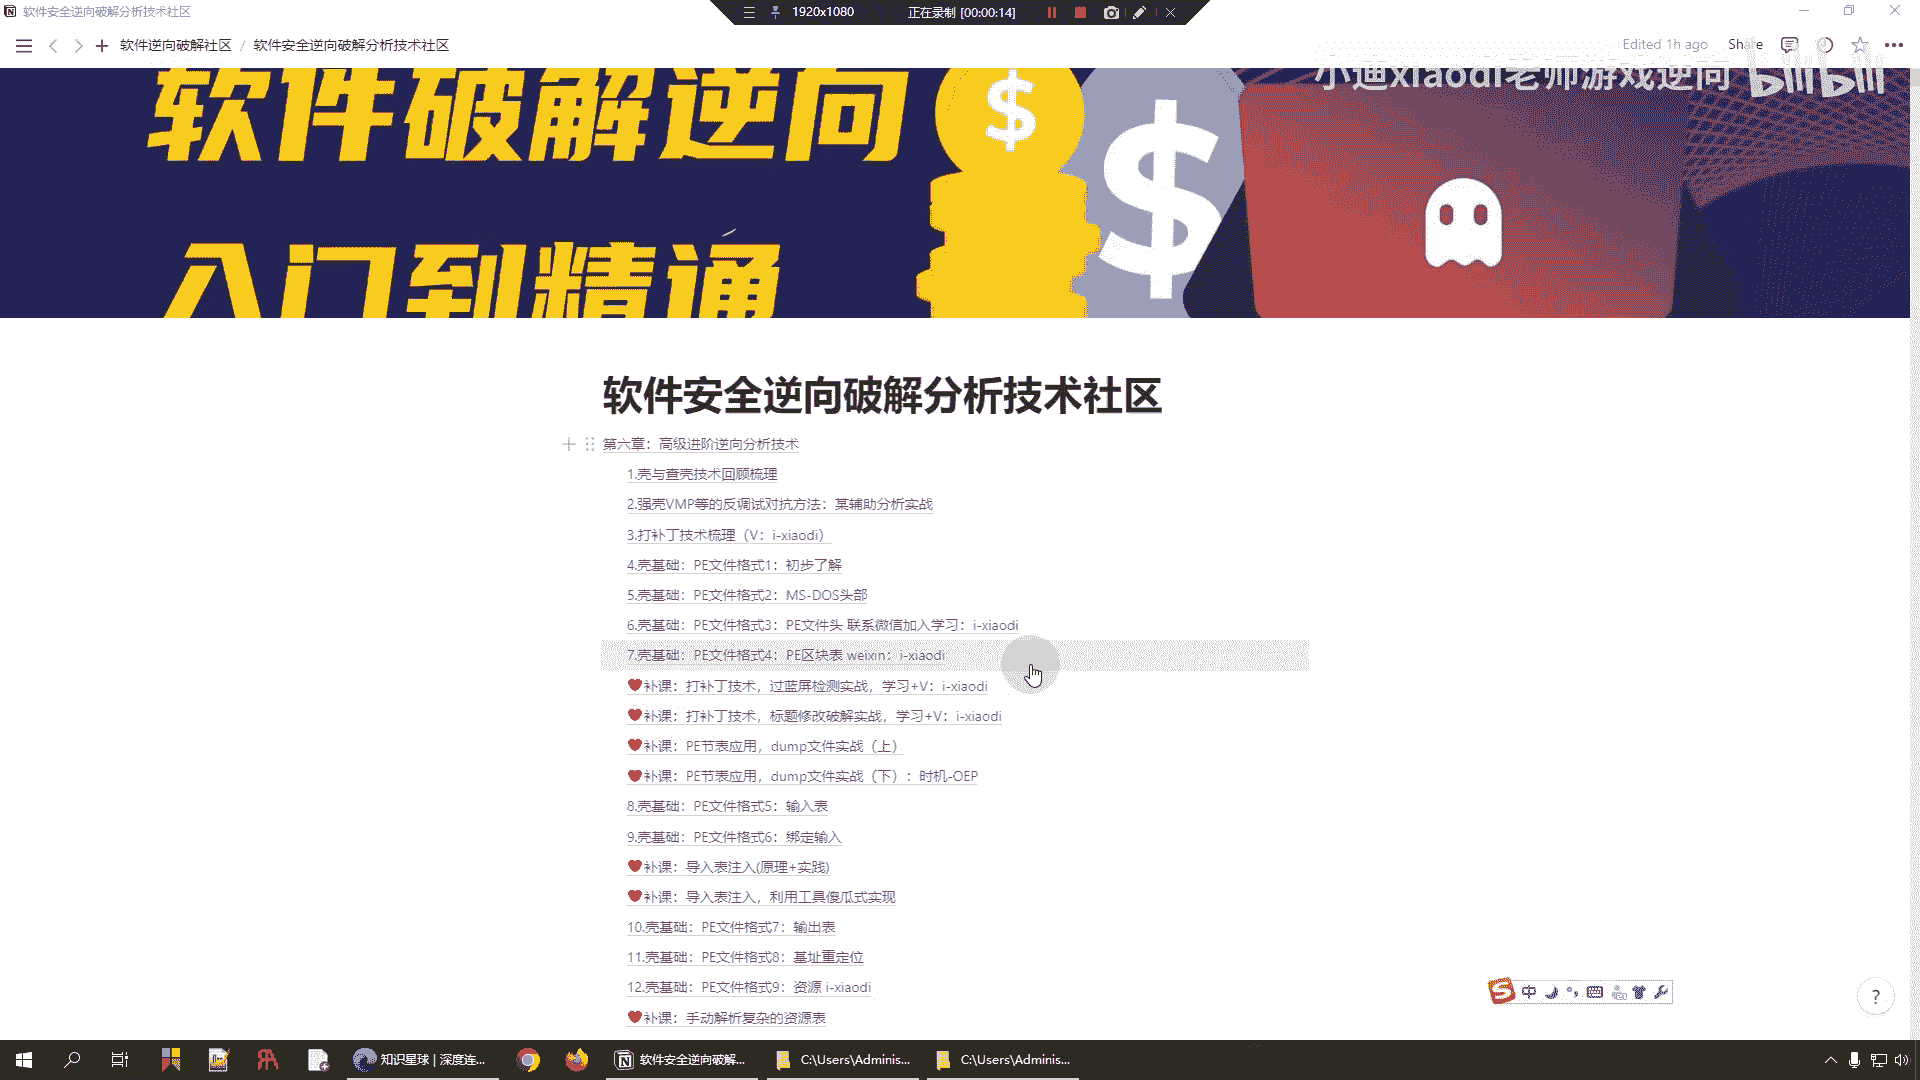 软件安全逆向破解分析技术社区
1920x1080
正在录制 [00:00:14]
软件逆向破解社区 / 软件安全逆向破解分析技术社区
Edited 1h ago
Share
小迪xiaodi老师游戏逆向
bilibili
软件破解逆向
入门到精通
软件安全逆向破解分析技术社区
第六章：高级进阶逆向分析技术
1.壳与查壳技术回顾梳理
2.强壳VMP等的反调试对抗方法：某辅助分析实战
3.打补丁技术梳理（V：i-xiaodi）
4.壳基础：PE文件格式1：初步了解
5.壳基础：PE文件格式2：MS-DOS头部
6.壳基础：PE文件格式3：PE文件头 联系微信加入学习：i-xiaodi
7.壳基础：PE文件格式4：PE区块表 weixin：i-xiaodi
❤补课：打补丁技术，过蓝屏检测实战，学习+V：i-xiaodi
❤补课：打补丁技术，标题修改破解实战，学习+V：i-xiaodi
❤补课：PE节表应用，dump文件实战（上）
❤补课：PE节表应用，dump文件实战（下）：时机-OEP
8.壳基础：PE文件格式5：输入表
9.壳基础：PE文件格式6：绑定输入
❤补课：导入表注入(原理+实践)
❤补课：导入表注入，利用工具傻瓜式实现
10.壳基础：PE文件格式7：输出表
11.壳基础：PE文件格式8：基址重定位
12.壳基础：PE文件格式9：资源 i-xiaodi
❤补课：手动解析复杂的资源表
中
?
知识星球 | 深度连...
软件安全逆向破解...
C:\Users\Adminis...
C:\Users\Adminis...